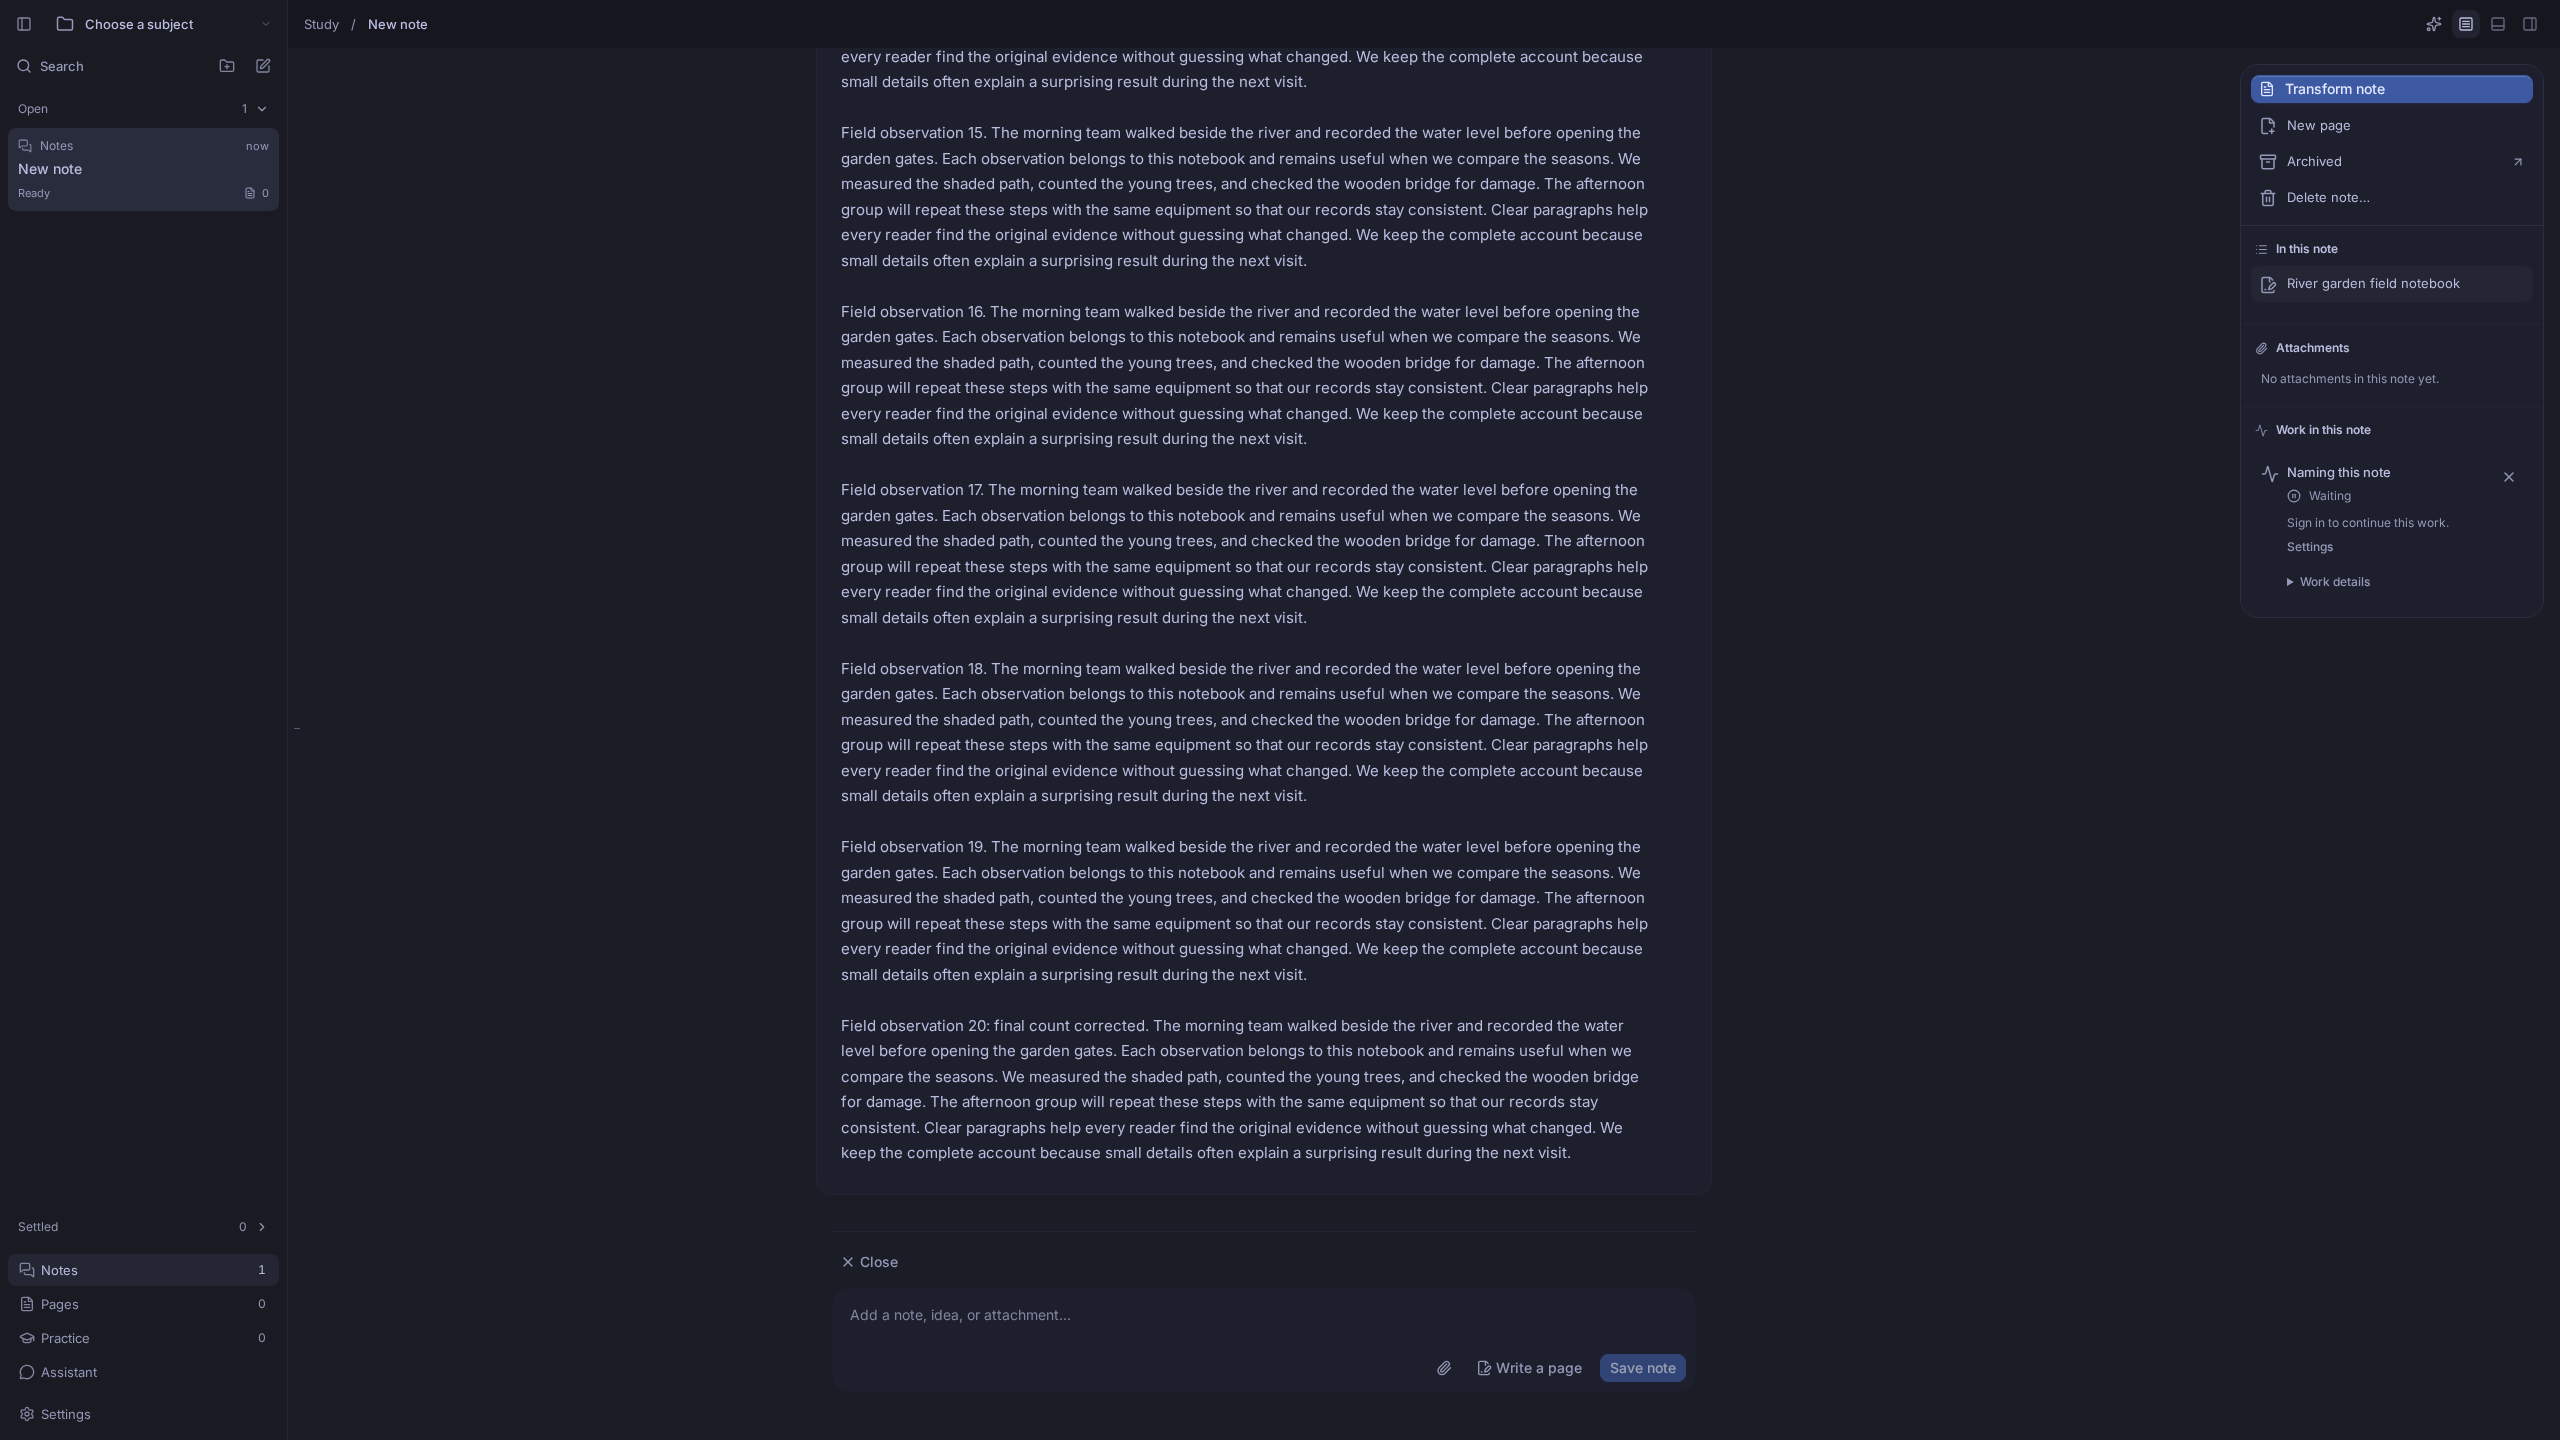 Choose a subject
Search
Open 1
Notes now
New note
Ready 0
Settled 0
Notes 1
Pages 0
Practice 0
Assistant
Settings
Study / New note
every reader find the original evidence without guessing what changed. We keep the complete account because
small details often explain a surprising result during the next visit.
Field observation 15. The morning team walked beside the river and recorded the water level before opening the
garden gates. Each observation belongs to this notebook and remains useful when we compare the seasons. We
measured the shaded path, counted the young trees, and checked the wooden bridge for damage. The afternoon
group will repeat these steps with the same equipment so that our records stay consistent. Clear paragraphs help
every reader find the original evidence without guessing what changed. We keep the complete account because
small details often explain a surprising result during the next visit.
Field observation 16. The morning team walked beside the river and recorded the water level before opening the
garden gates. Each observation belongs to this notebook and remains useful when we compare the seasons. We
measured the shaded path, counted the young trees, and checked the wooden bridge for damage. The afternoon
group will repeat these steps with the same equipment so that our records stay consistent. Clear paragraphs help
every reader find the original evidence without guessing what changed. We keep the complete account because
small details often explain a surprising result during the next visit.
Field observation 17. The morning team walked beside the river and recorded the water level before opening the
garden gates. Each observation belongs to this notebook and remains useful when we compare the seasons. We
measured the shaded path, counted the young trees, and checked the wooden bridge for damage. The afternoon
group will repeat these steps with the same equipment so that our records stay consistent. Clear paragraphs help
every reader find the original evidence without guessing what changed. We keep the complete account because
small details often explain a surprising result during the next visit.
Field observation 18. The morning team walked beside the river and recorded the water level before opening the
garden gates. Each observation belongs to this notebook and remains useful when we compare the seasons. We
measured the shaded path, counted the young trees, and checked the wooden bridge for damage. The afternoon
group will repeat these steps with the same equipment so that our records stay consistent. Clear paragraphs help
every reader find the original evidence without guessing what changed. We keep the complete account because
small details often explain a surprising result during the next visit.
Field observation 19. The morning team walked beside the river and recorded the water level before opening the
garden gates. Each observation belongs to this notebook and remains useful when we compare the seasons. We
measured the shaded path, counted the young trees, and checked the wooden bridge for damage. The afternoon
group will repeat these steps with the same equipment so that our records stay consistent. Clear paragraphs help
every reader find the original evidence without guessing what changed. We keep the complete account because
small details often explain a surprising result during the next visit.
Field observation 20: final count corrected. The morning team walked beside the river and recorded the water
level before opening the garden gates. Each observation belongs to this notebook and remains useful when we
compare the seasons. We measured the shaded path, counted the young trees, and checked the wooden bridge
for damage. The afternoon group will repeat these steps with the same equipment so that our records stay
consistent. Clear paragraphs help every reader find the original evidence without guessing what changed. We
keep the complete account because small details often explain a surprising result during the next visit.
Close
Add a note, idea, or attachment...
Write a page
Save note
Transform note
New page
Archived
Delete note...
In this note
River garden field notebook
Attachments
No attachments in this note yet.
Work in this note
Naming this note
Waiting
Sign in to continue this work.
Settings
Work details